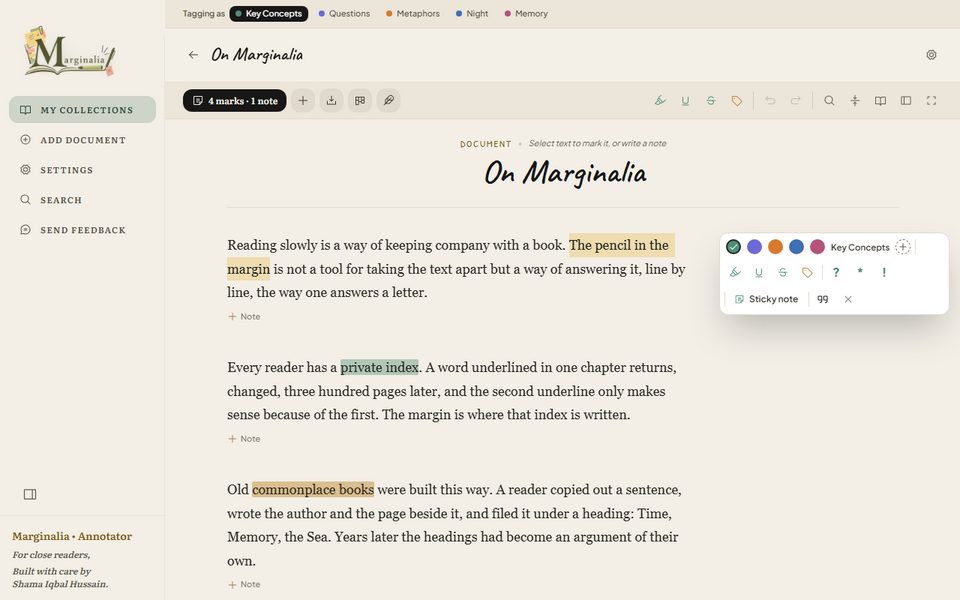 Marginalia
MY COLLECTIONS
ADD DOCUMENT
SETTINGS
SEARCH
SEND FEEDBACK
Marginalia • Annotator
For close readers,
Built with care by
Shama Iqbal Hussain.
Tagging as Key Concepts Questions Metaphors Night Memory
On Marginalia
4 marks · 1 note
DOCUMENT • Select text to mark it, or write a note
On Marginalia
Reading slowly is a way of keeping company with a book. The pencil in the
margin is not a tool for taking the text apart but a way of answering it, line by
line, the way one answers a letter.
+ Note
Every reader has a private index. A word underlined in one chapter returns,
changed, three hundred pages later, and the second underline only makes
sense because of the first. The margin is where that index is written.
+ Note
Old commonplace books were built this way. A reader copied out a sentence,
wrote the author and the page beside it, and filed it under a heading: Time,
Memory, the Sea. Years later the headings had become an argument of their
own.
+ Note
Key Concepts
U S ? * !
Sticky note